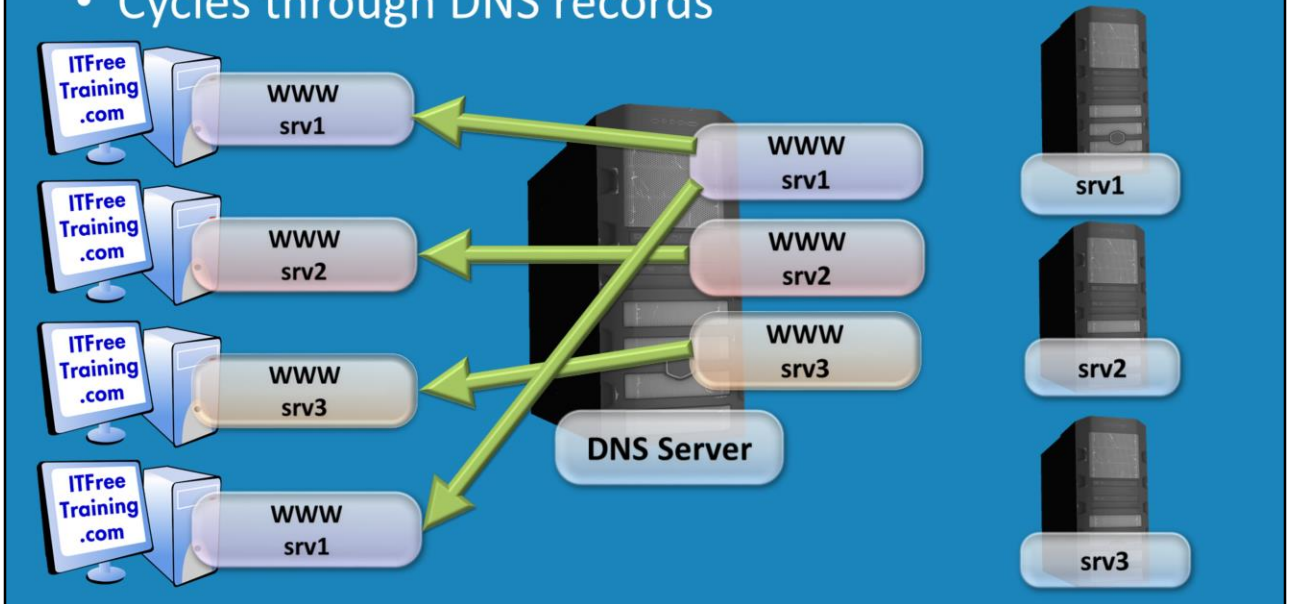 • Cycles through DNS records
ITFree
Training
.com
WWW
srv1
ITFree
Training
.com
WWW
srv2
ITFree
Training
.com
WWW
srv3
ITFree
Training
.com
WWW
srv1
WWW
srv1
WWW
srv2
WWW
srv3
DNS Server
srv1
srv2
srv3